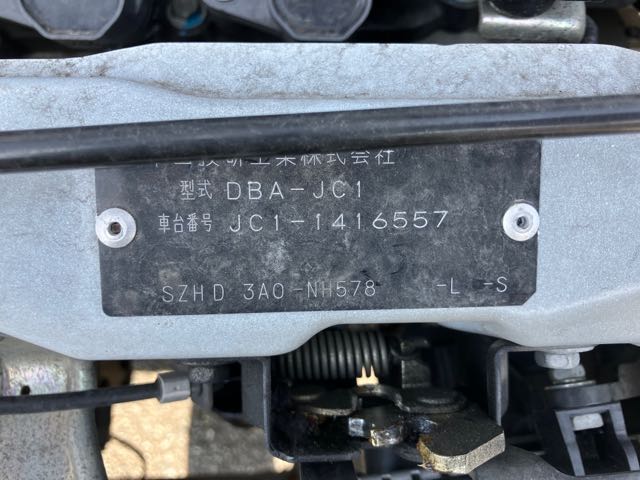 技研工業株式会社
型式 DBA-JC1
車台番号 JC1-1416557
SZHD 3A0-NH578 -L -S